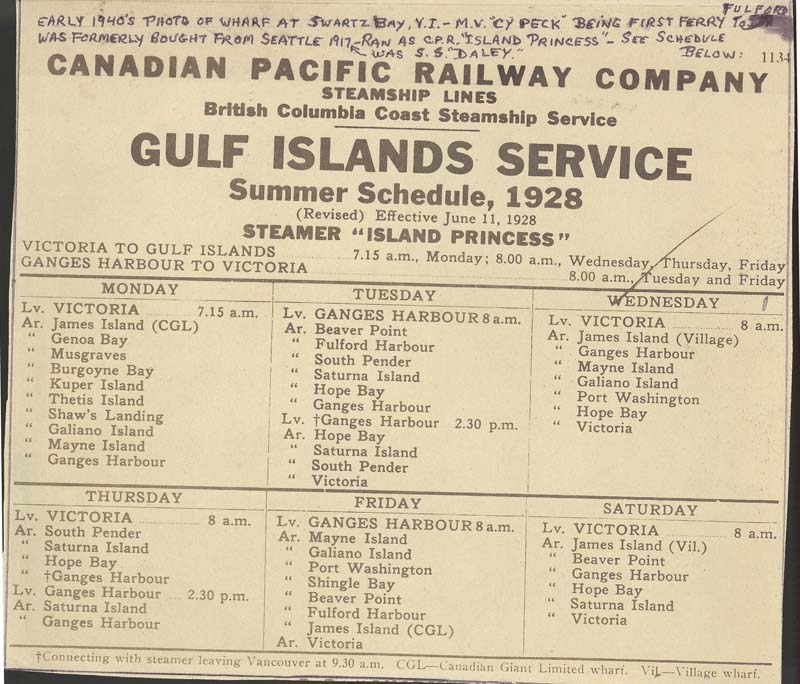 FULFORD
EARLY 1940'S PHOTO OF WHARF AT SWARTZ BAY, V.I. - M.V. "CY PECK" BEING FIRST FERRY TO
WAS FORMERLY BOUGHT FROM SEATTLE 1917 - RAN AS C.P.R. "ISLAND PRINCESS" - SEE SCHEDULE
WAS S.S. "DALEY." BELOW: 1134
CANADIAN PACIFIC RAILWAY COMPANY
STEAMSHIP LINES
British Columbia Coast Steamship Service
GULF ISLANDS SERVICE
Summer Schedule, 1928
(Revised) Effective June 11, 1928
STEAMER "ISLAND PRINCESS"
VICTORIA TO GULF ISLANDS 7.15 a.m., Monday; 8.00 a.m., Wednesday, Thursday, Friday
GANGES HARBOUR TO VICTORIA 8.00 a.m., Tuesday and Friday
MONDAY
Lv. VICTORIA 7.15 a.m.
Ar. James Island (CGL)
" Genoa Bay
" Musgraves
" Burgoyne Bay
" Kuper Island
" Thetis Island
" Shaw's Landing
" Galiano Island
" Mayne Island
" Ganges Harbour
TUESDAY
Lv. GANGES HARBOUR 8 a.m.
Ar. Beaver Point
" Fulford Harbour
" South Pender
" Saturna Island
" Hope Bay
" Ganges Harbour
Lv. †Ganges Harbour 2.30 p.m.
Ar. Hope Bay
" Saturna Island
" South Pender
" Victoria
WEDNESDAY
Lv. VICTORIA 8 a.m.
Ar. James Island (Village)
" Ganges Harbour
" Mayne Island
" Galiano Island
" Port Washington
" Hope Bay
" Victoria
THURSDAY
Lv. VICTORIA 8 a.m.
Ar. South Pender
" Saturna Island
" Hope Bay
" †Ganges Harbour
Lv. Ganges Harbour 2.30 p.m.
Ar. Saturna Island
" Ganges Harbour
FRIDAY
Lv. GANGES HARBOUR 8 a.m.
Ar. Mayne Island
" Galiano Island
" Port Washington
" Shingle Bay
" Beaver Point
" Fulford Harbour
" James Island (CGL)
Ar. Victoria
SATURDAY
Lv. VICTORIA 8 a.m.
Ar. James Island (Vil.)
" Beaver Point
" Ganges Harbour
" Hope Bay
" Saturna Island
" Victoria
†Connecting with steamer leaving Vancouver at 9.30 a.m. CGL—Canadian Giant Limited wharf. Vil—Village wharf.